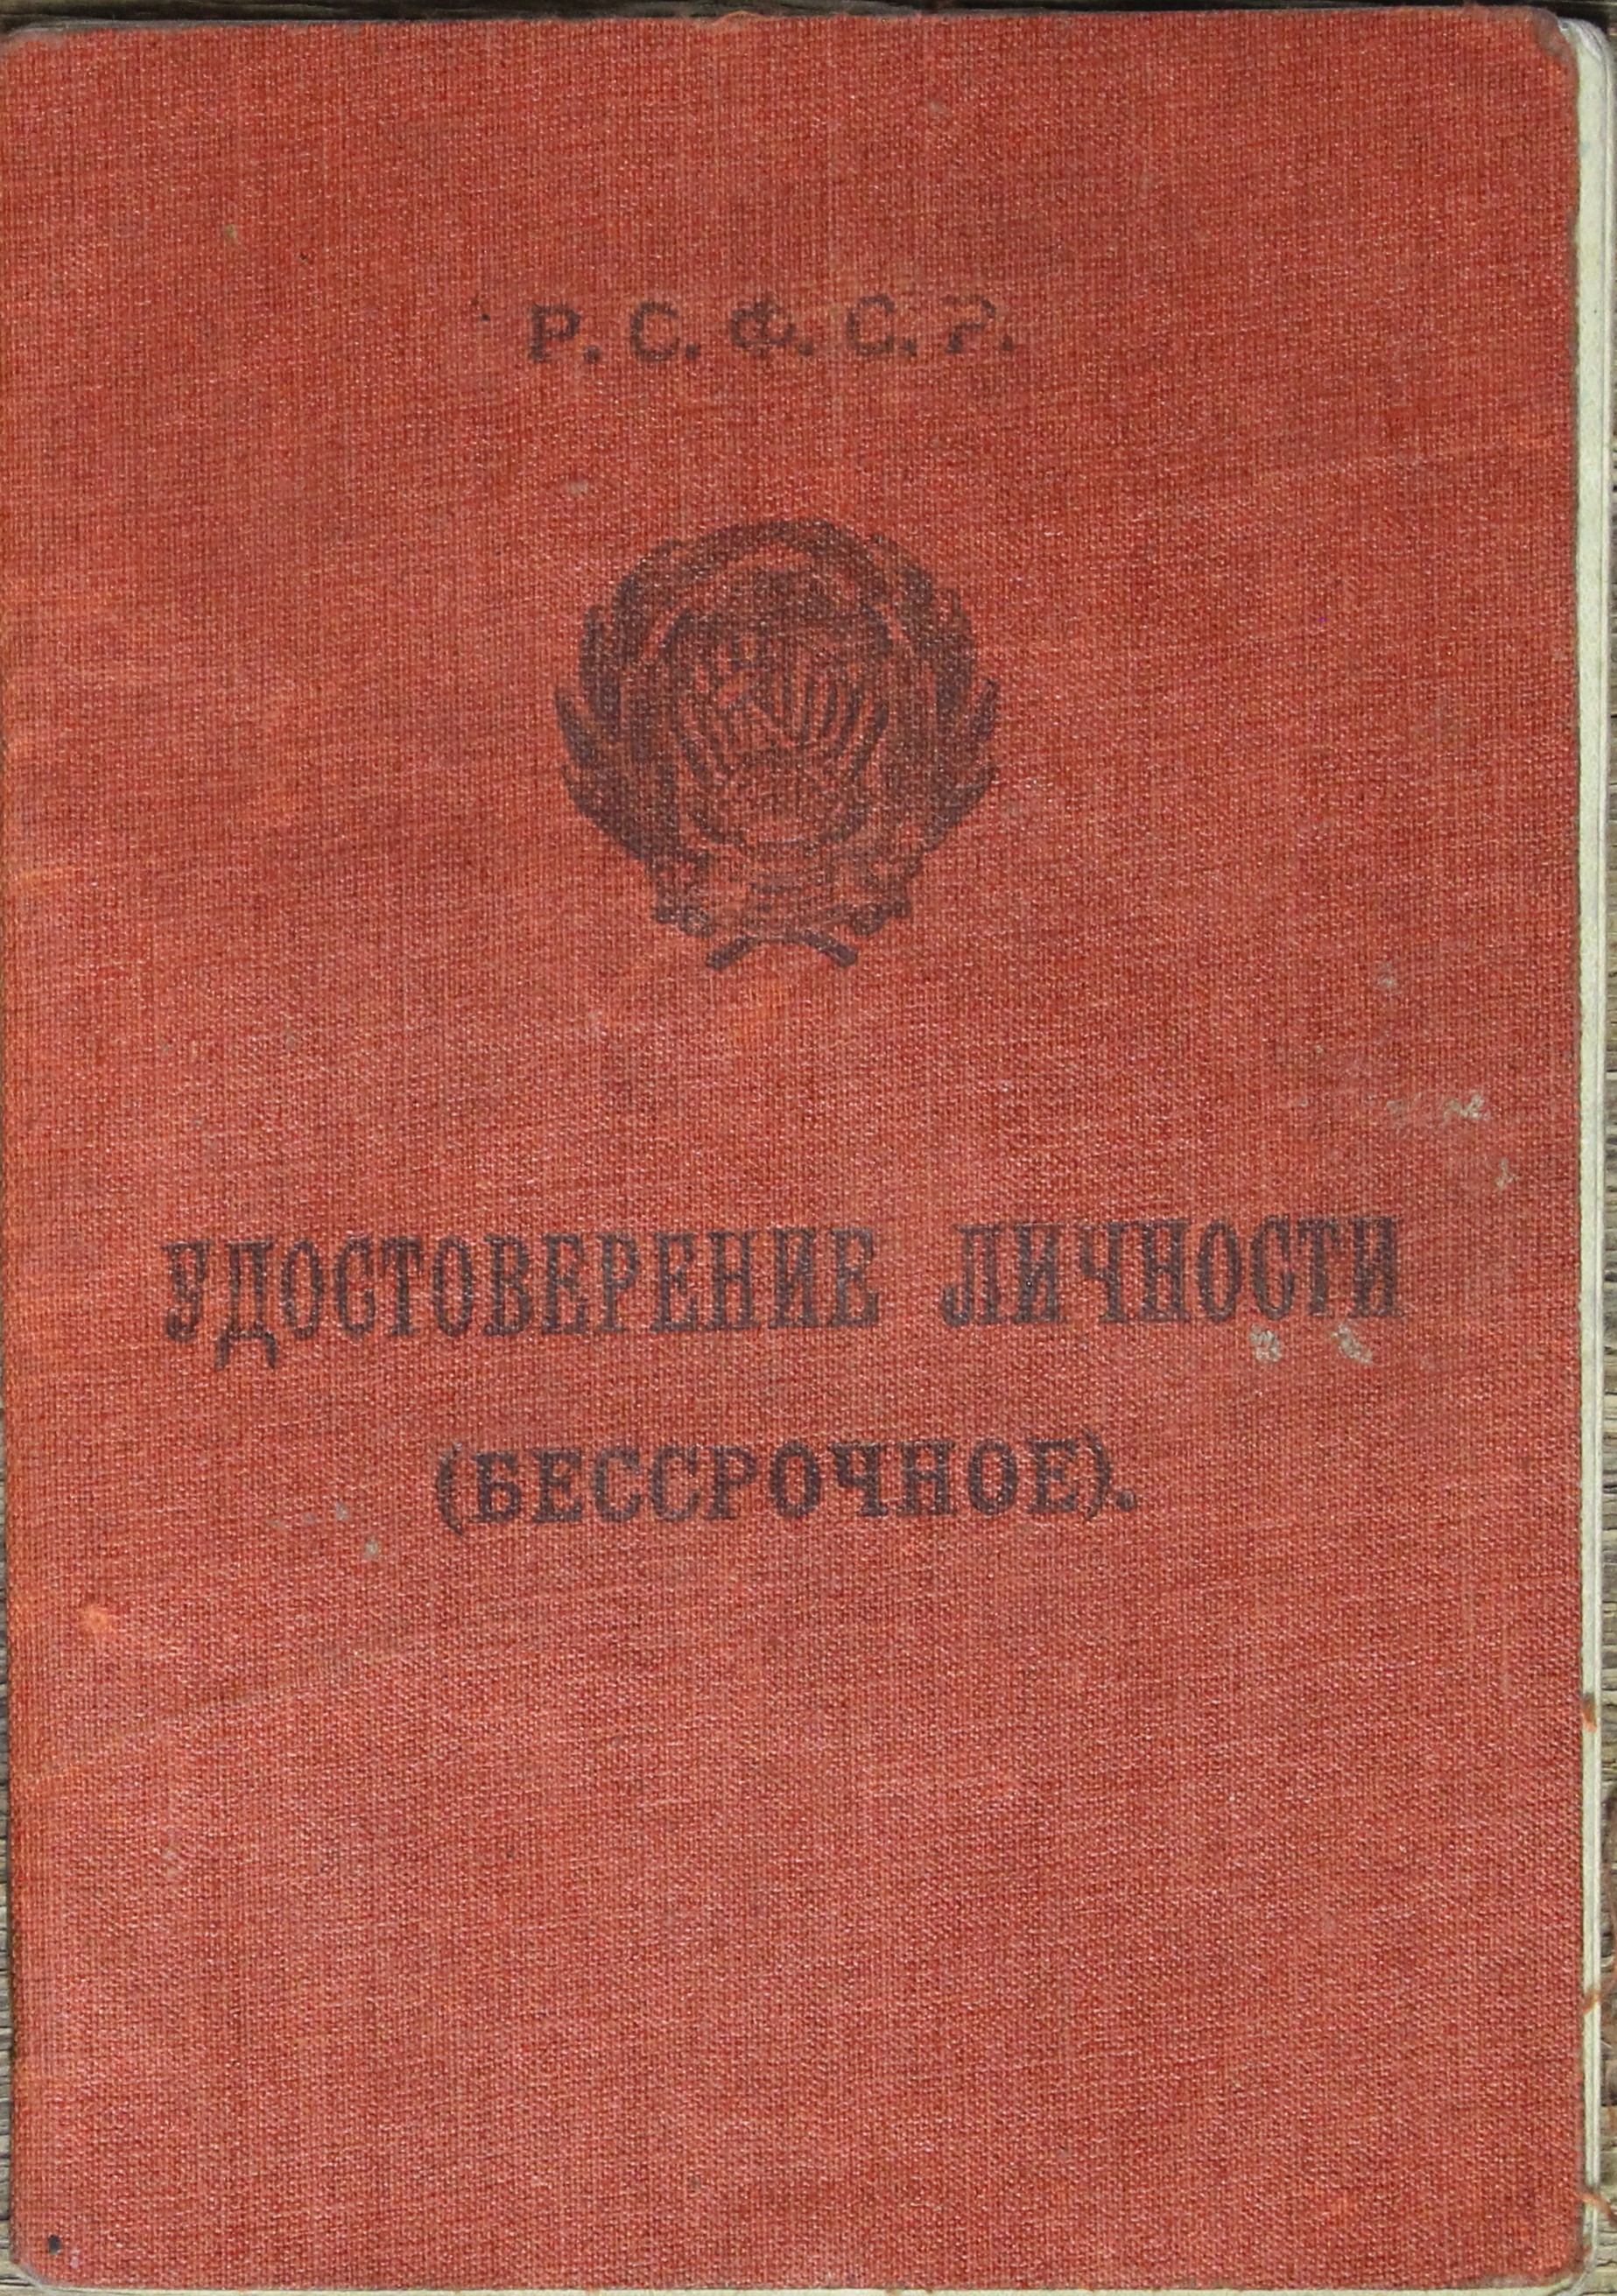 Р. С. Ф. С. Р.
УДОСТОВЕРЕНИЕ ЛИЧНОСТИ
(БЕССРОЧНОЕ).